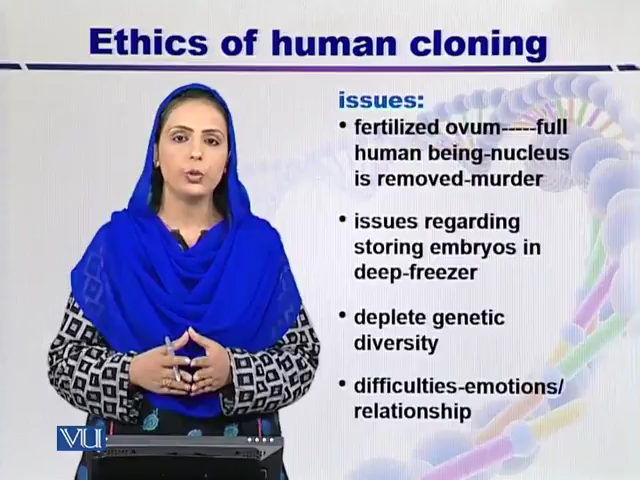 Ethics of human cloning
issues:
• fertilized ovum-----full
human being-nucleus
is removed-murder
• issues regarding
storing embryos in
deep-freezer
• deplete genetic
diversity
• difficulties-emotions/
relationship
VU